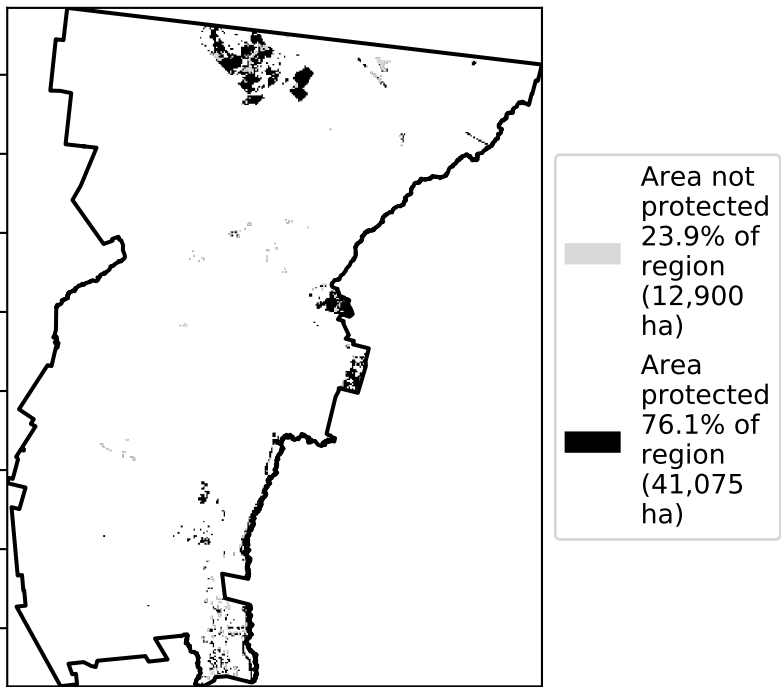 Area not
protected
23.9% of
region
(12,900
ha)
Area
protected
76.1% of
region
(41,075
ha)